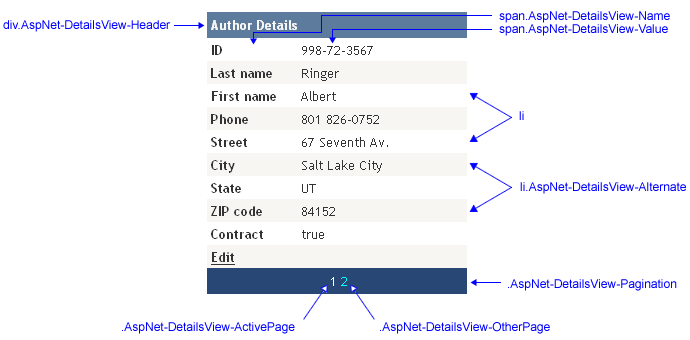 span.AspNet-DetailsView-Name
div.AspNet-DetailsView-Header Author Details
span.AspNet-DetailsView-Value
ID 998-72-3567
Last name Ringer
First name Albert
li
Phone 801 826-0752
Street 67 Seventh Av.
City Salt Lake City
State UT
li.AspNet-DetailsView-Alternate
ZIP code 84152
Contract true
Edit
1 2
.AspNet-DetailsView-Pagination
.AspNet-DetailsView-ActivePage .AspNet-DetailsView-OtherPage